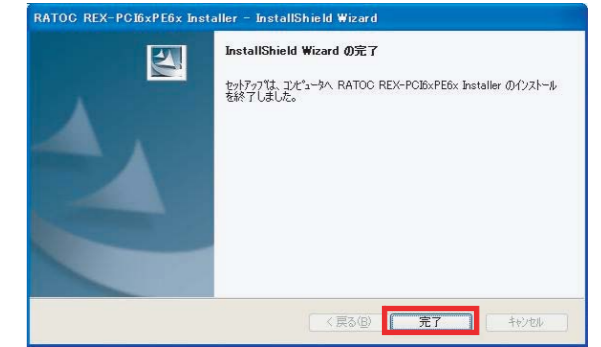 RATOC REX-PCI6xPE6x Installer - InstallShield Wizard
InstallShield Wizard の完了
セットアップは、コンピュータへ RATOC REX-PCI6xPE6x Installer のインストール
を終了しました。
< 戻る(B)
完了
キャンセル